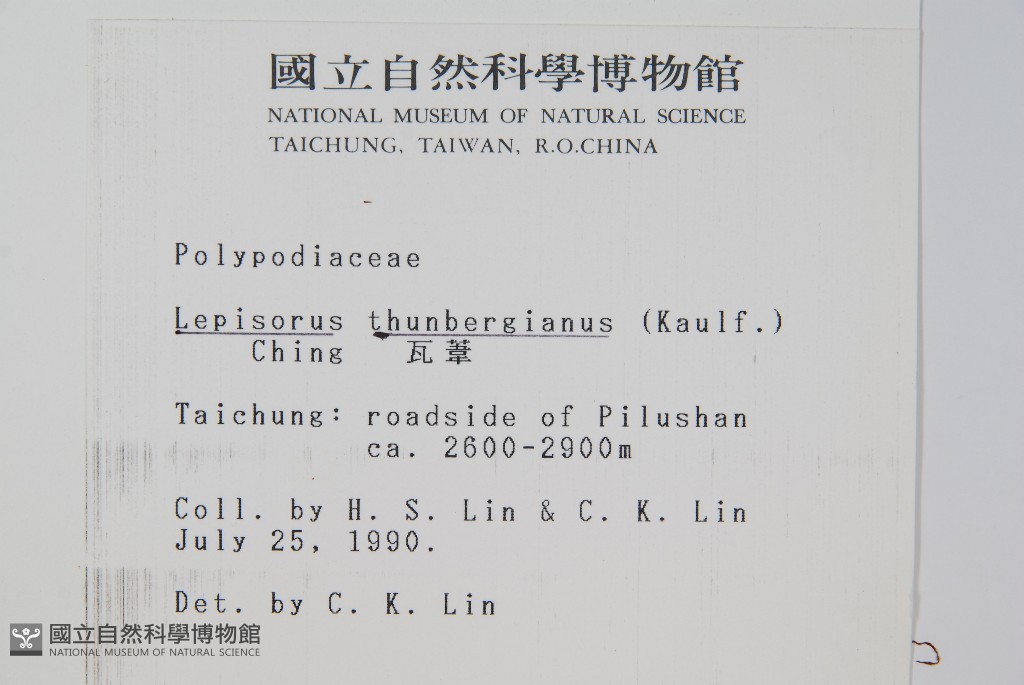 國立自然科學博物館
NATIONAL MUSEUM OF NATURAL SCIENCE
TAICHUNG, TAIWAN, R.O.CHINA
Polypodiaceae
Lepisorus thunbergianus (Kaulf.)
Ching 瓦葦
Taichung: roadside of Pilushan
ca. 2600-2900m
Coll. by H. S. Lin & C. K. Lin
July 25, 1990.
Det. by C. K. Lin
國立自然科學博物館
NATIONAL MUSEUM OF NATURAL SCIENCE